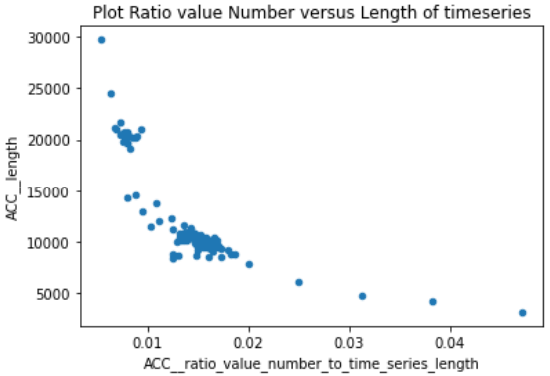 Plot Ratio value Number versus Length of timeseries
30000
25000
20000
15000
10000
5000
ACC__length
0.01 0.02 0.03 0.04
ACC__ratio_value_number_to_time_series_length